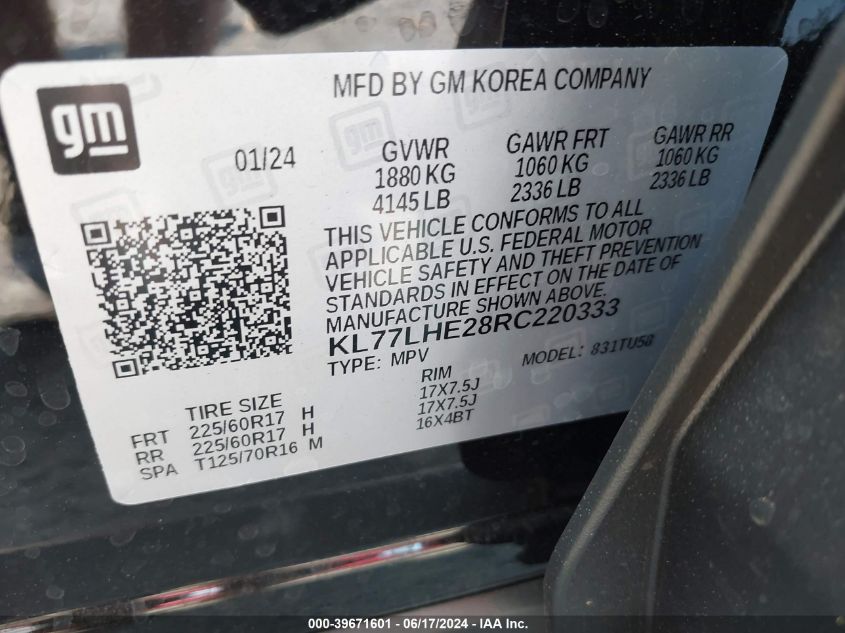 MFD BY GM KOREA COMPANY
gm
01/24
GVWR GAWR FRT GAWR RR
1880 KG 1060 KG 1060 KG
4145 LB 2336 LB 2336 LB
THIS VEHICLE CONFORMS TO ALL
APPLICABLE U.S. FEDERAL MOTOR
VEHICLE SAFETY AND THEFT PREVENTION
STANDARDS IN EFFECT ON THE DATE OF
MANUFACTURE SHOWN ABOVE.
KL77LHE28RC220333
TYPE: MPV MODEL: 831TU58
TIRE SIZE RIM
FRT 225/60R17 H 17X7.5J
RR 225/60R17 H 17X7.5J
SPA T125/70R16 M 16X4BT
000-39671601 - 06/17/2024 - IAA Inc.